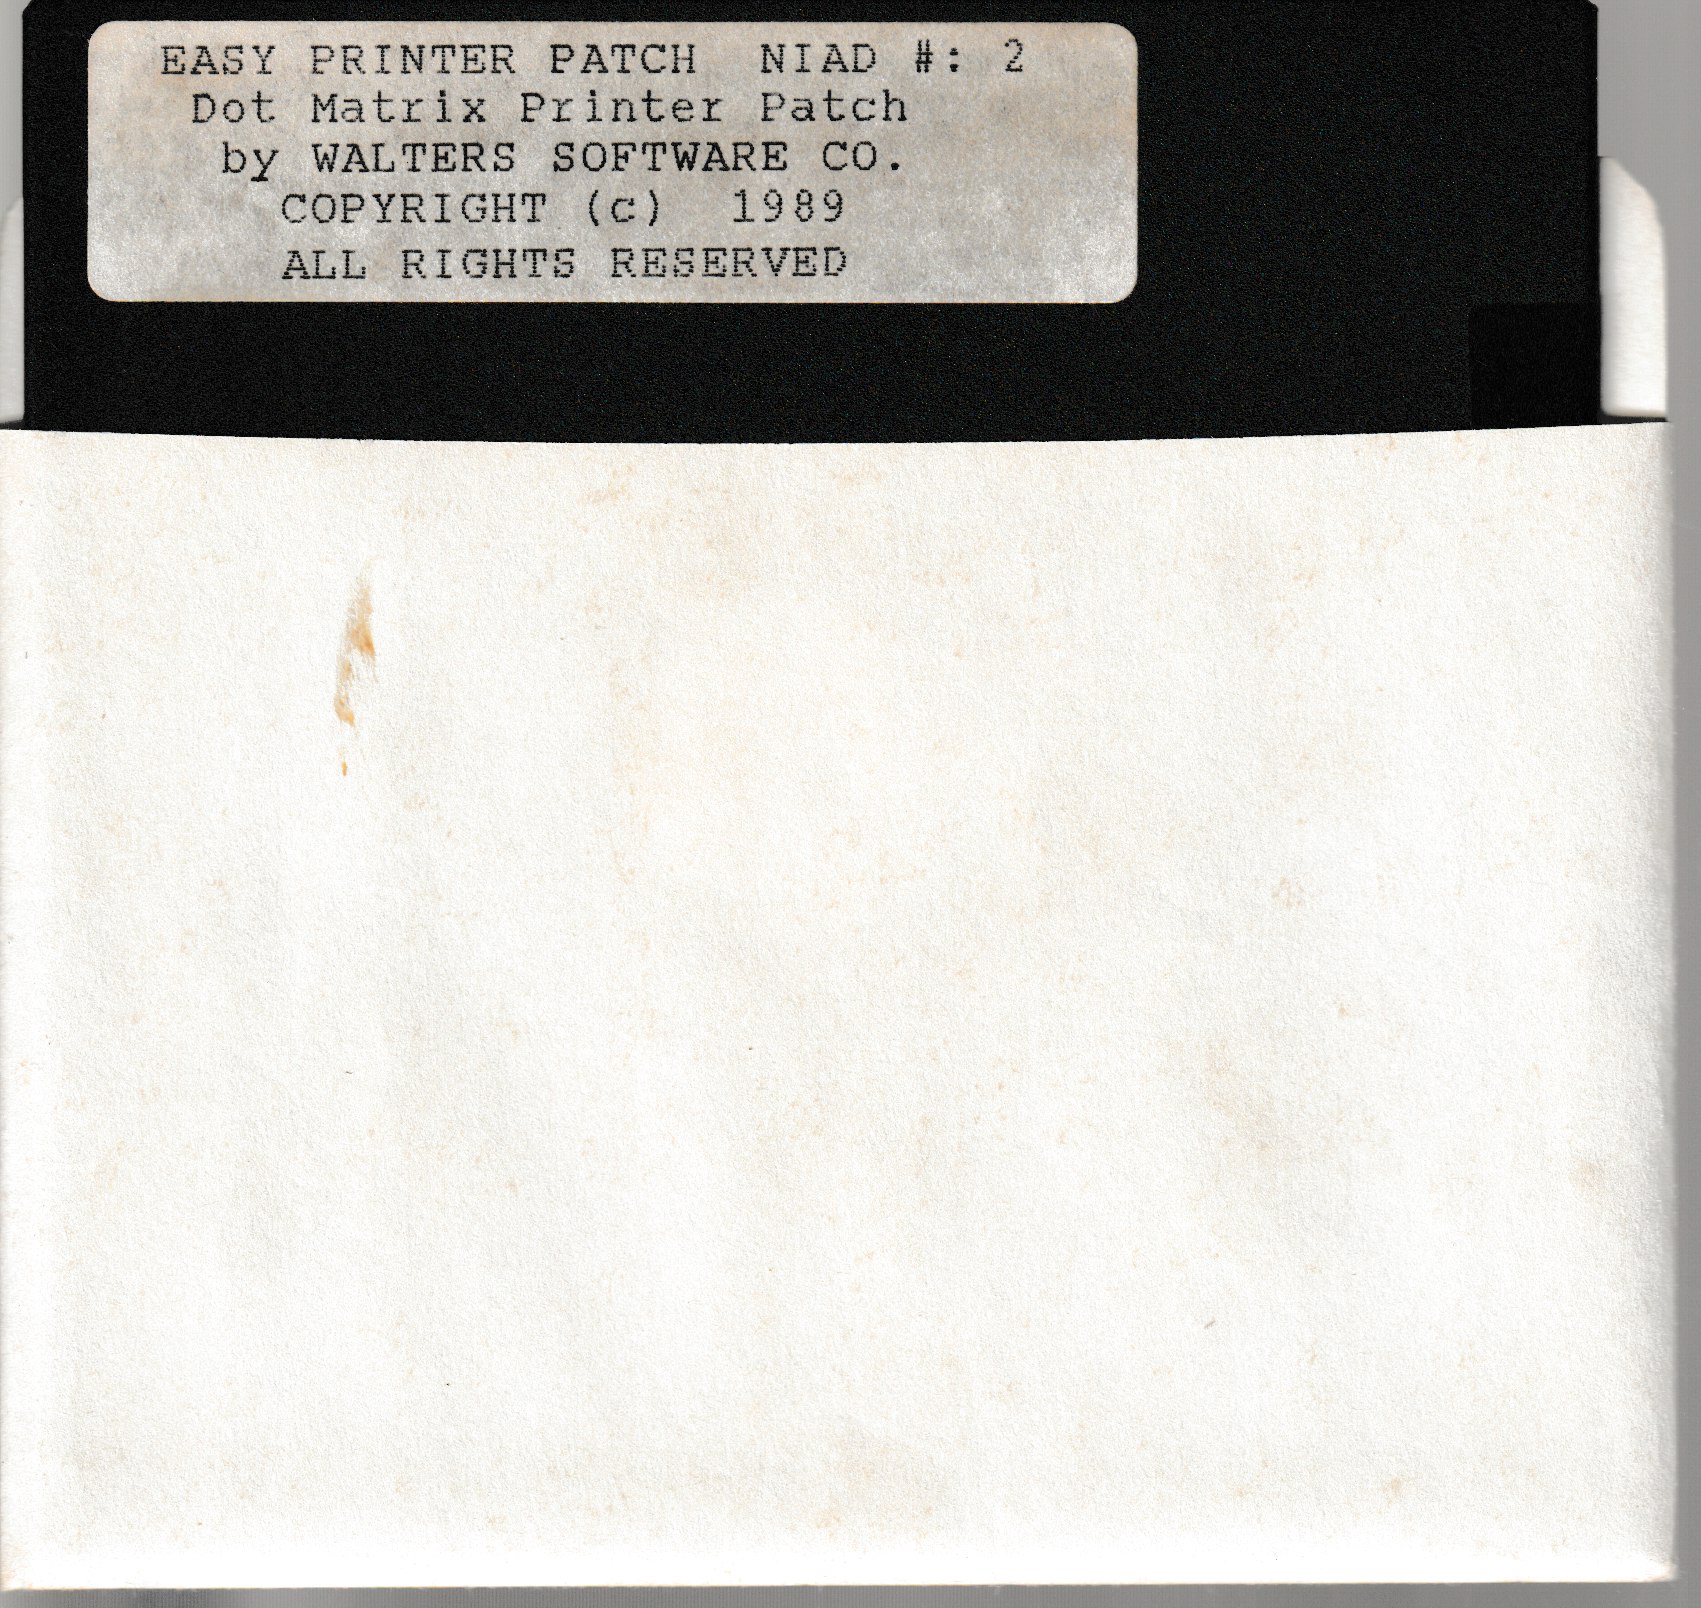 EASY PRINTER PATCH  NIAD #: 2
Dot Matrix Printer Patch
by WALTERS SOFTWARE CO.
COPYRIGHT (c)  1989
ALL RIGHTS RESERVED